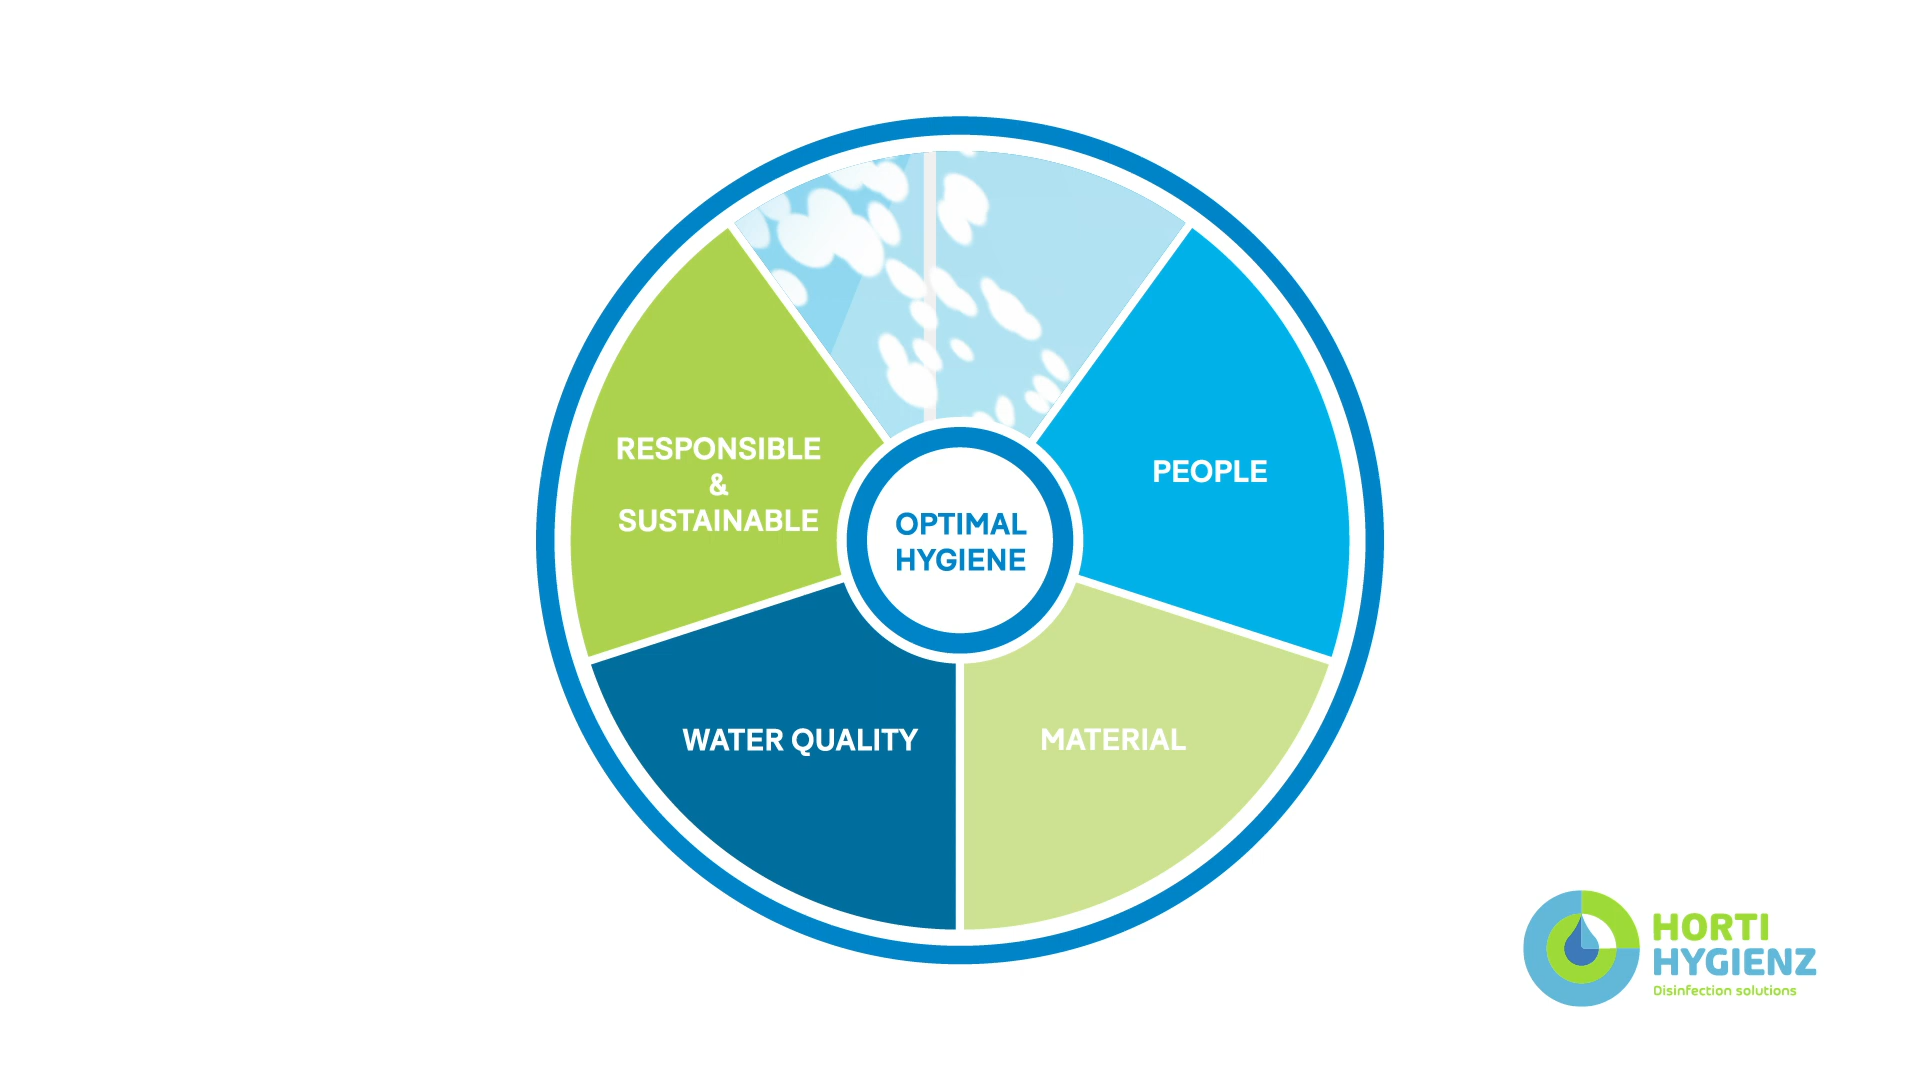 RESPONSIBLE
&
SUSTAINABLE
PEOPLE
OPTIMAL
HYGIENE
WATER QUALITY
MATERIAL
HORTI
HYGIENZ
Disinfection solutions